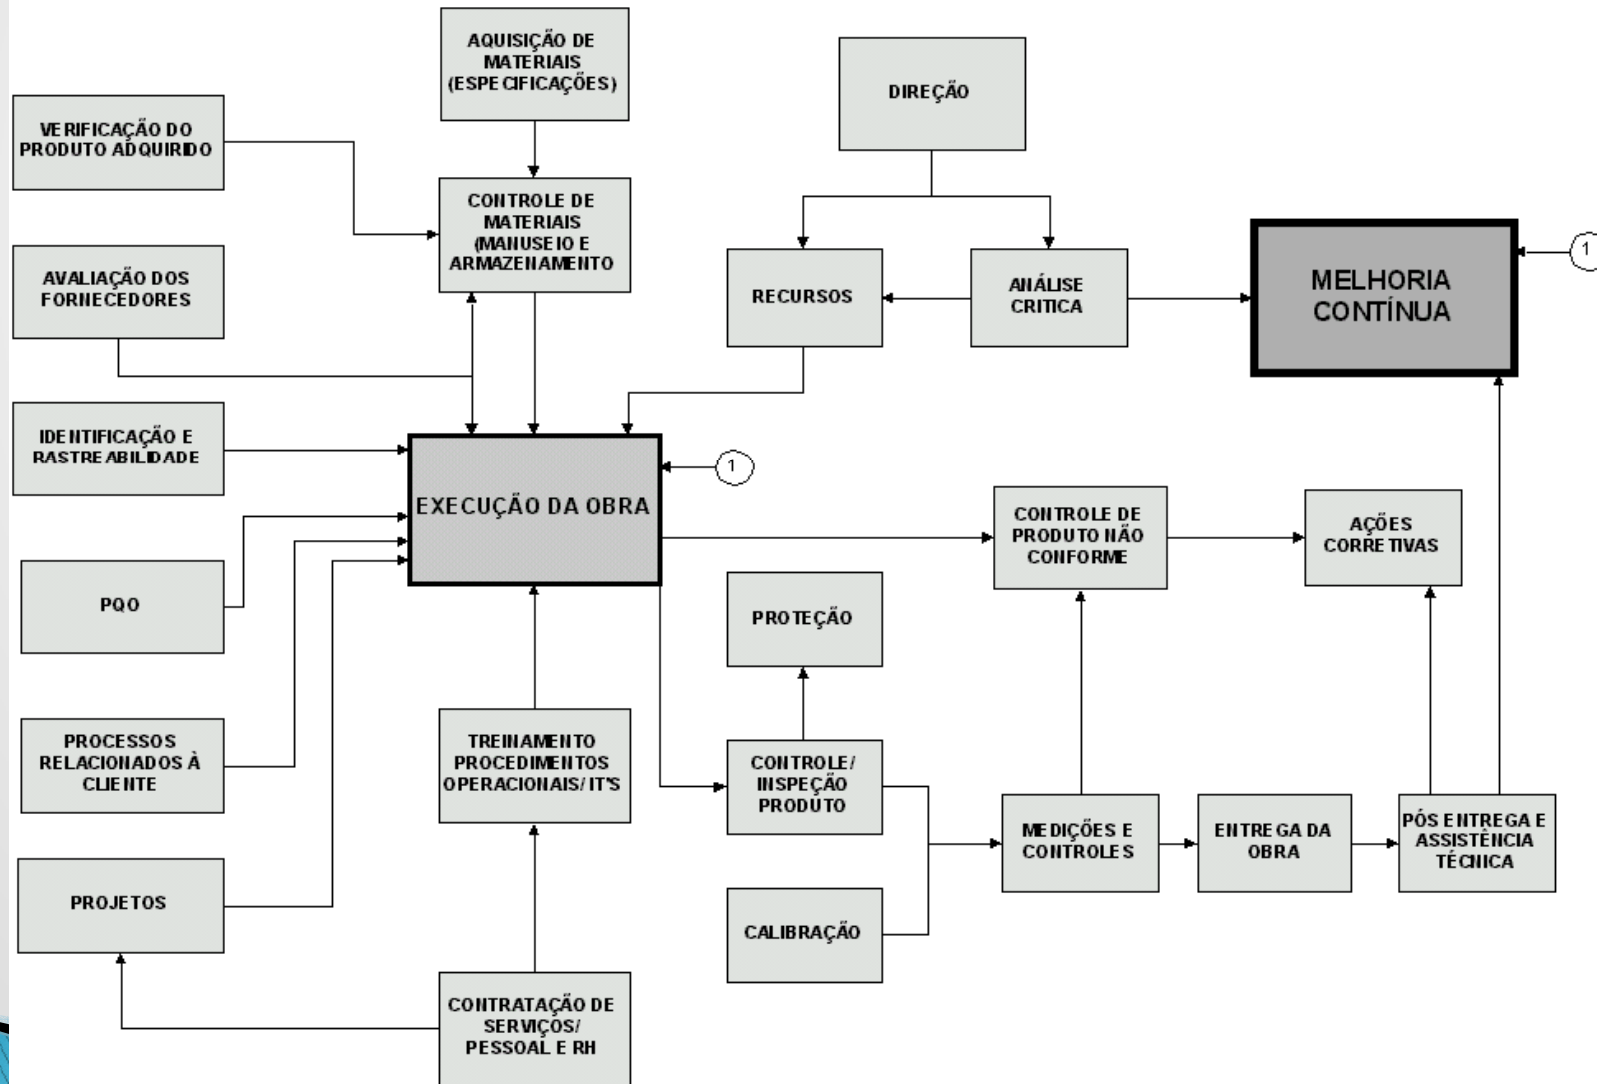 AQUISIÇÃO DE
MATERIAIS
(ESPECIFICAÇÕES)
DIREÇÃO
VERIFICAÇÃO DO
PRODUTO ADQUIRIDO
CONTROLE DE
MATERIAIS
(MANUSEIO E
ARMAZENAMENTO
AVALIAÇÃO DOS
FORNECEDORES
RECURSOS
ANÁLISE
CRITICA
MELHORIA
CONTÍNUA
1
IDENTIFICAÇÃO E
RASTREABILIDADE
EXECUÇÃO DA OBRA
1
CONTROLE DE
PRODUTO NÃO
CONFORME
AÇÕES
CORRETIVAS
PQO
PROTEÇÃO
PROCESSOS
RELACIONADOS À
CLIENTE
TREINAMENTO
PROCEDIMENTOS
OPERACIONAIS/IT'S
CONTROLE/
INSPEÇÃO
PRODUTO
MEDIÇÕES E
CONTROLES
ENTREGA DA
OBRA
PÓS ENTREGA E
ASSISTÊNCIA
TÉCNICA
PROJETOS
CALIBRAÇÃO
CONTRATAÇÃO DE
SERVIÇOS/
PESSOAL E RH